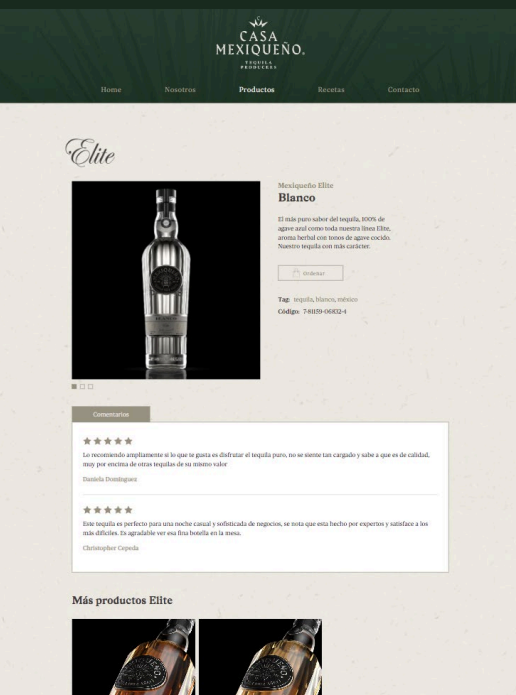 CASA
MEXIQUEÑO
TEQUILA
PRODUCERS
Home Nosotros Productos Recetas Contacto
Elite
Mexiqueño Elite
Blanco
El más puro sabor del tequila, 100% de
agave azul como toda nuestra línea Elite,
aroma herbal con tonos de agave cocido.
Nuestro tequila con más carácter.
Ordenar
Tag: tequila, blanco, méxico
Código: 7-81159-06832-4
Comentarios
Lo recomiendo ampliamente si lo que te gusta es disfrutar el tequila puro, no se siente tan cargado y sabe a que es de calidad,
muy por encima de otras tequilas de su mismo valor
Daniela Domínguez
Este tequila es perfecto para una noche casual y sofisticada de negocios, se nota que esta hecho por expertos y satisface a los
más difíciles. Es agradable ver esa fina botella en la mesa.
Christopher Cepeda
Más productos Elite